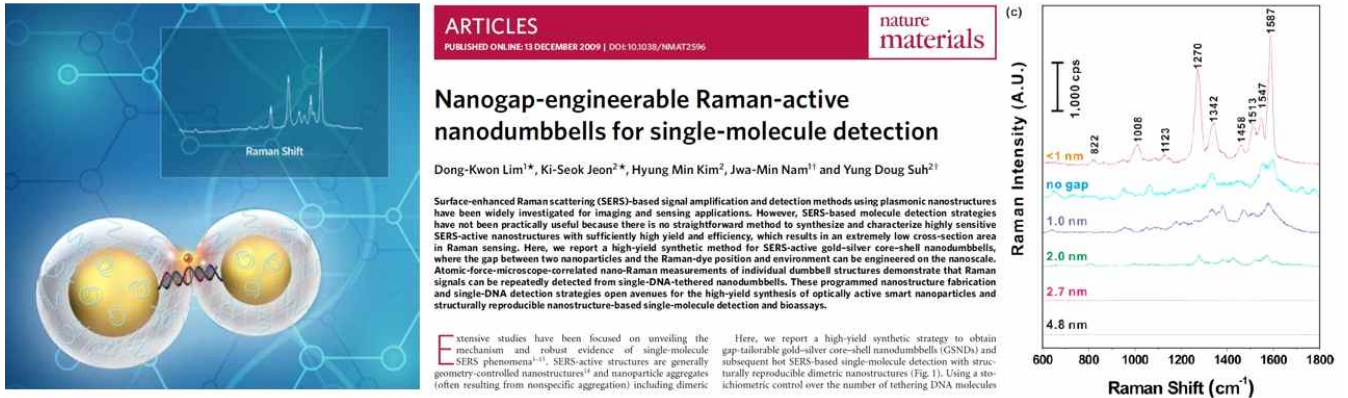 Raman Shift
ARTICLES
PUBLISHED ONLINE: 13 DECEMBER 2009 | DOI:10.1038/NMAT2596
nature
materials
Nanogap-engineerable Raman-active
nanodumbbells for single-molecule detection
Dong-Kwon Lim1★, Ki-Seok Jeon2★, Hyung Min Kim2, Jwa-Min Nam1† and Yung Doug Suh2†
Surface-enhanced Raman scattering (SERS)-based signal amplification and detection methods using plasmonic nanostructures
have been widely investigated for imaging and sensing applications. However, SERS-based molecule detection strategies
have not been practically useful because there is no straightforward method to synthesize and characterize highly sensitive
SERS-active nanostructures with sufficiently high yield and efficiency, which results in an extremely low cross-section area
in Raman sensing. Here, we report a high-yield synthetic method for SERS-active gold–silver core–shell nanodumbbells,
where the gap between two nanoparticles and the Raman-dye position and environment can be engineered on the nanoscale.
Atomic-force-microscope-correlated nano-Raman measurements of individual dumbbell structures demonstrate that Raman
signals can be repeatedly detected from single-DNA-tethered nanodumbbells. These programmed nanostructure fabrication
and single-DNA detection strategies open avenues for the high-yield synthesis of optically active smart nanoparticles and
structurally reproducible nanostructure-based single-molecule detection and bioassays.
Extensive studies have been focused on unveiling the
mechanism and robust evidence of single-molecule
SERS phenomena1–13. SERS-active structures are generally
geometry-controlled nanostructures14 and nanoparticle aggregates
(often resulting from nonspecific aggregation) including dimeric
Here, we report a high-yield synthetic strategy to obtain
gap-tailorable gold–silver core–shell nanodumbbells (GSNDs) and
subsequent hot SERS-based single-molecule detection with struc-
turally reproducible dimetric nanostructures (Fig. 1). Using a sto-
ichiometric control over the number of tethering DNA molecules
(c)
Raman Intensity (A.U.)
1,000 cps
822
1008
1123
1270
1342
1458
1513
1547
1587
<1 nm
no gap
1.0 nm
2.0 nm
2.7 nm
4.8 nm
600 800 1000 1200 1400 1600 1800
Raman Shift (cm-1)